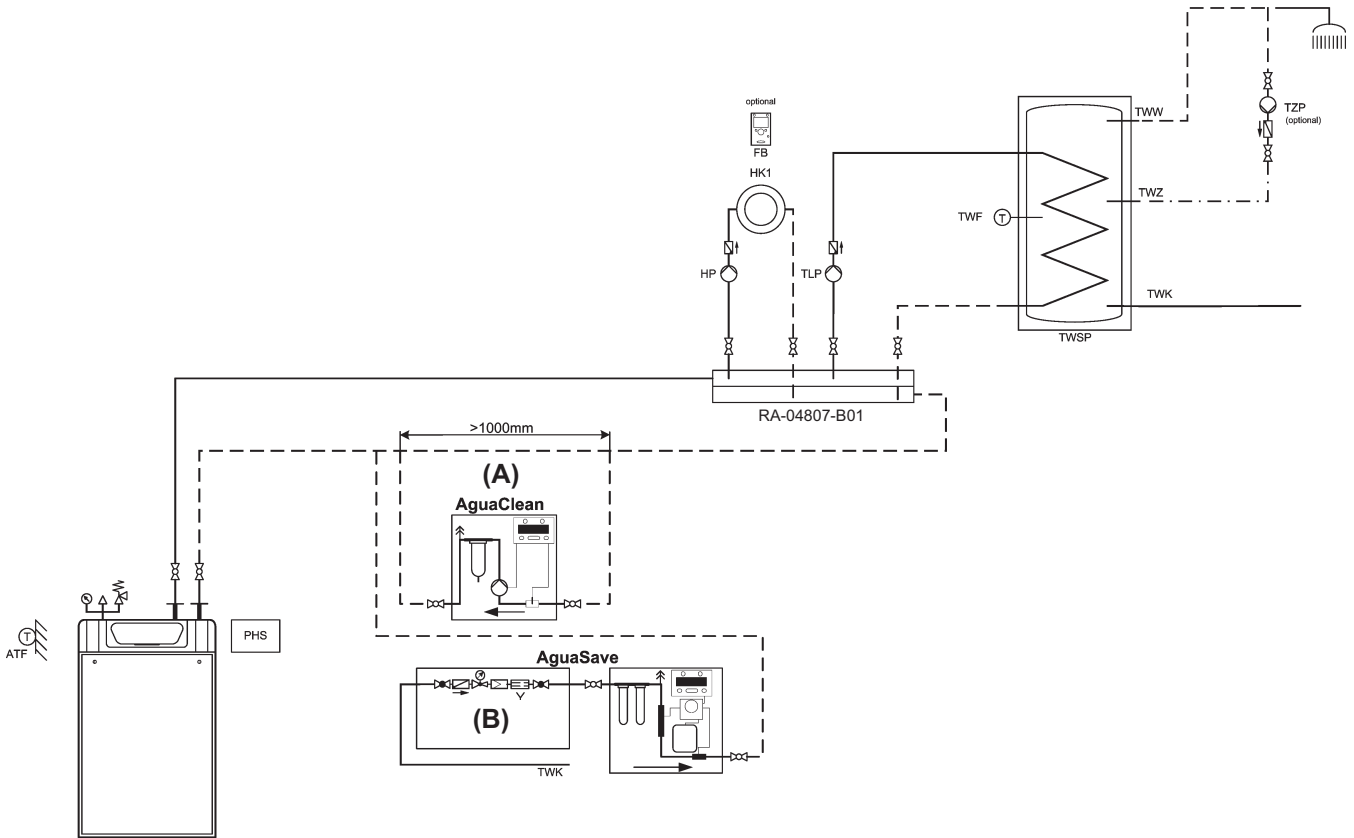 optional
FB
HK1
HP
TLP
TWW
TZP
(optional)
TWZ
TWF
T
TWK
TWSP
RA-04807-B01
>1000mm
(A)
AguaClean
T
ATF
PHS
AguaSave
(B)
TWK